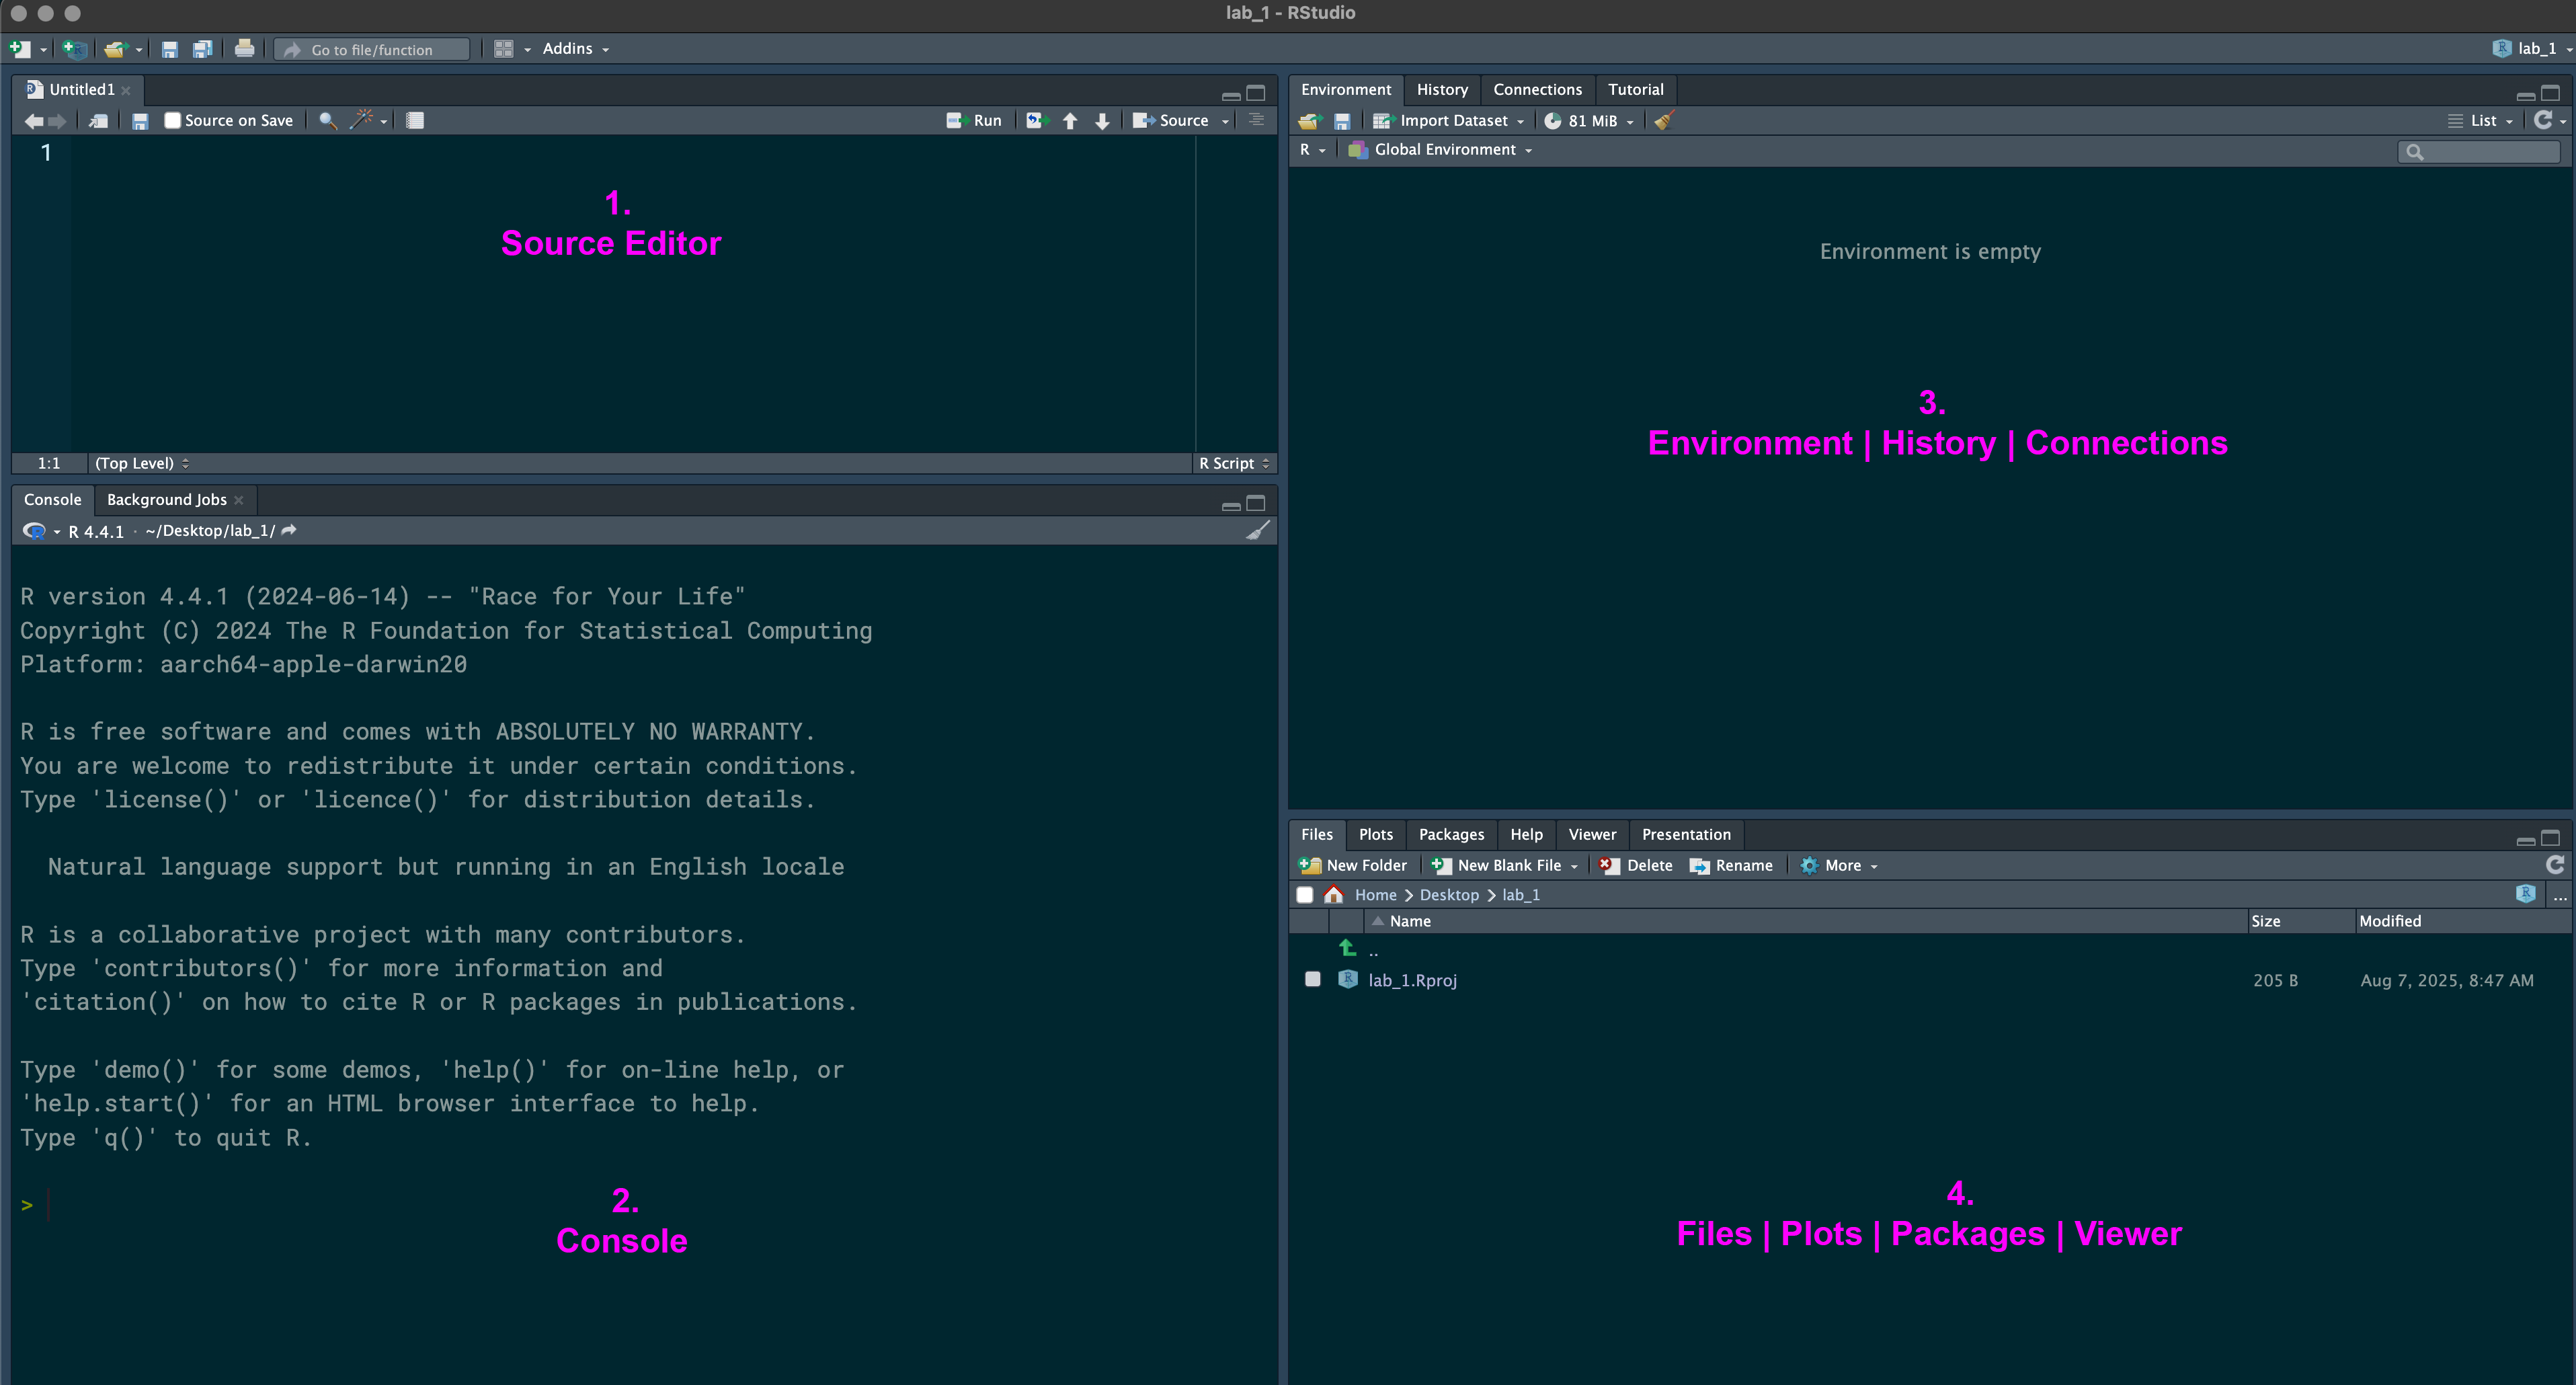 lab_1 - RStudio
Go to file/function
Addins
lab_1
Untitled1
Source on Save
Run
Source
1
1.
Source Editor
1:1
(Top Level)
R Script
Console
Background Jobs
R 4.4.1 · ~/Desktop/lab_1/
R version 4.4.1 (2024-06-14) -- "Race for Your Life"
Copyright (C) 2024 The R Foundation for Statistical Computing
Platform: aarch64-apple-darwin20
R is free software and comes with ABSOLUTELY NO WARRANTY.
You are welcome to redistribute it under certain conditions.
Type 'license()' or 'licence()' for distribution details.
Natural language support but running in an English locale
R is a collaborative project with many contributors.
Type 'contributors()' for more information and
'citation()' on how to cite R or R packages in publications.
Type 'demo()' for some demos, 'help()' for on-line help, or
'help.start()' for an HTML browser interface to help.
Type 'q()' to quit R.
>
2.
Console
Environment
History
Connections
Tutorial
Import Dataset
81 MiB
List
R
Global Environment
Environment is empty
3.
Environment | History | Connections
Files
Plots
Packages
Help
Viewer
Presentation
New Folder
New Blank File
Delete
Rename
More
Home
Desktop
lab_1
...
Name
Size
Modified
..
lab_1.Rproj
205 B
Aug 7, 2025, 8:47 AM
4.
Files | Plots | Packages | Viewer